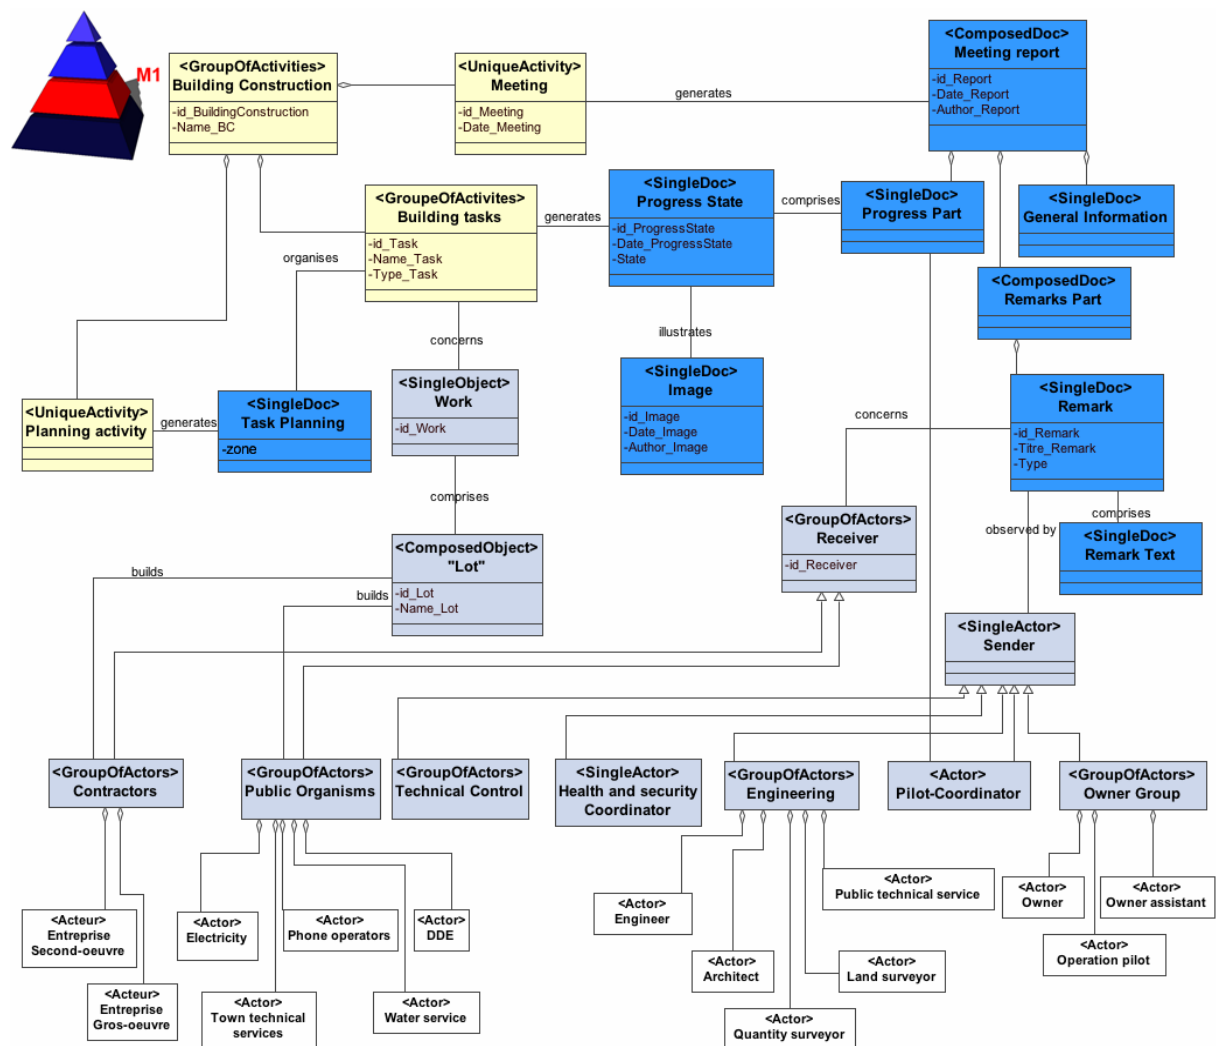 M1
<GroupOfActivities>
Building Construction
-id_BuildingConstruction
-Name_BC
<UniqueActivity>
Meeting
-id_Meeting
-Date_Meeting
generates
<ComposedDoc>
Meeting report
-id_Report
-Date_Report
-Author_Report
<GroupeOfActivites>
Building tasks
-id_Task
-Name_Task
-Type_Task
generates
<SingleDoc>
Progress State
-id_ProgressState
-Date_ProgressState
-State
comprises
<SingleDoc>
Progress Part
<SingleDoc>
General Information
organises
<ComposedDoc>
Remarks Part
concerns
illustrates
<UniqueActivity>
Planning activity
generates
<SingleDoc>
Task Planning
-zone
<SingleObject>
Work
-id_Work
<SingleDoc>
Image
-id_Image
-Date_Image
-Author_Image
concerns
<SingleDoc>
Remark
-id_Remark
-Titre_Remark
-Type
comprises
<GroupOfActors>
Receiver
-id_Receiver
observed by
comprises
<SingleDoc>
Remark Text
<ComposedObject>
"Lot"
-id_Lot
-Name_Lot
builds
builds
<SingleActor>
Sender
<GroupOfActors>
Contractors
<GroupOfActors>
Public Organisms
<GroupOfActors>
Technical Control
<SingleActor>
Health and security
Coordinator
<GroupOfActors>
Engineering
<Actor>
Pilot-Coordinator
<GroupOfActors>
Owner Group
<Acteur>
Entreprise
Second-oeuvre
<Actor>
Electricity
<Actor>
Phone operators
<Actor>
DDE
<Actor>
Engineer
<Actor>
Public technical service
<Actor>
Owner
<Actor>
Owner assistant
<Acteur>
Entreprise
Gros-oeuvre
<Actor>
Town technical
services
<Actor>
Water service
<Actor>
Architect
<Actor>
Land surveyor
<Actor>
Operation pilot
<Actor>
Quantity surveyor